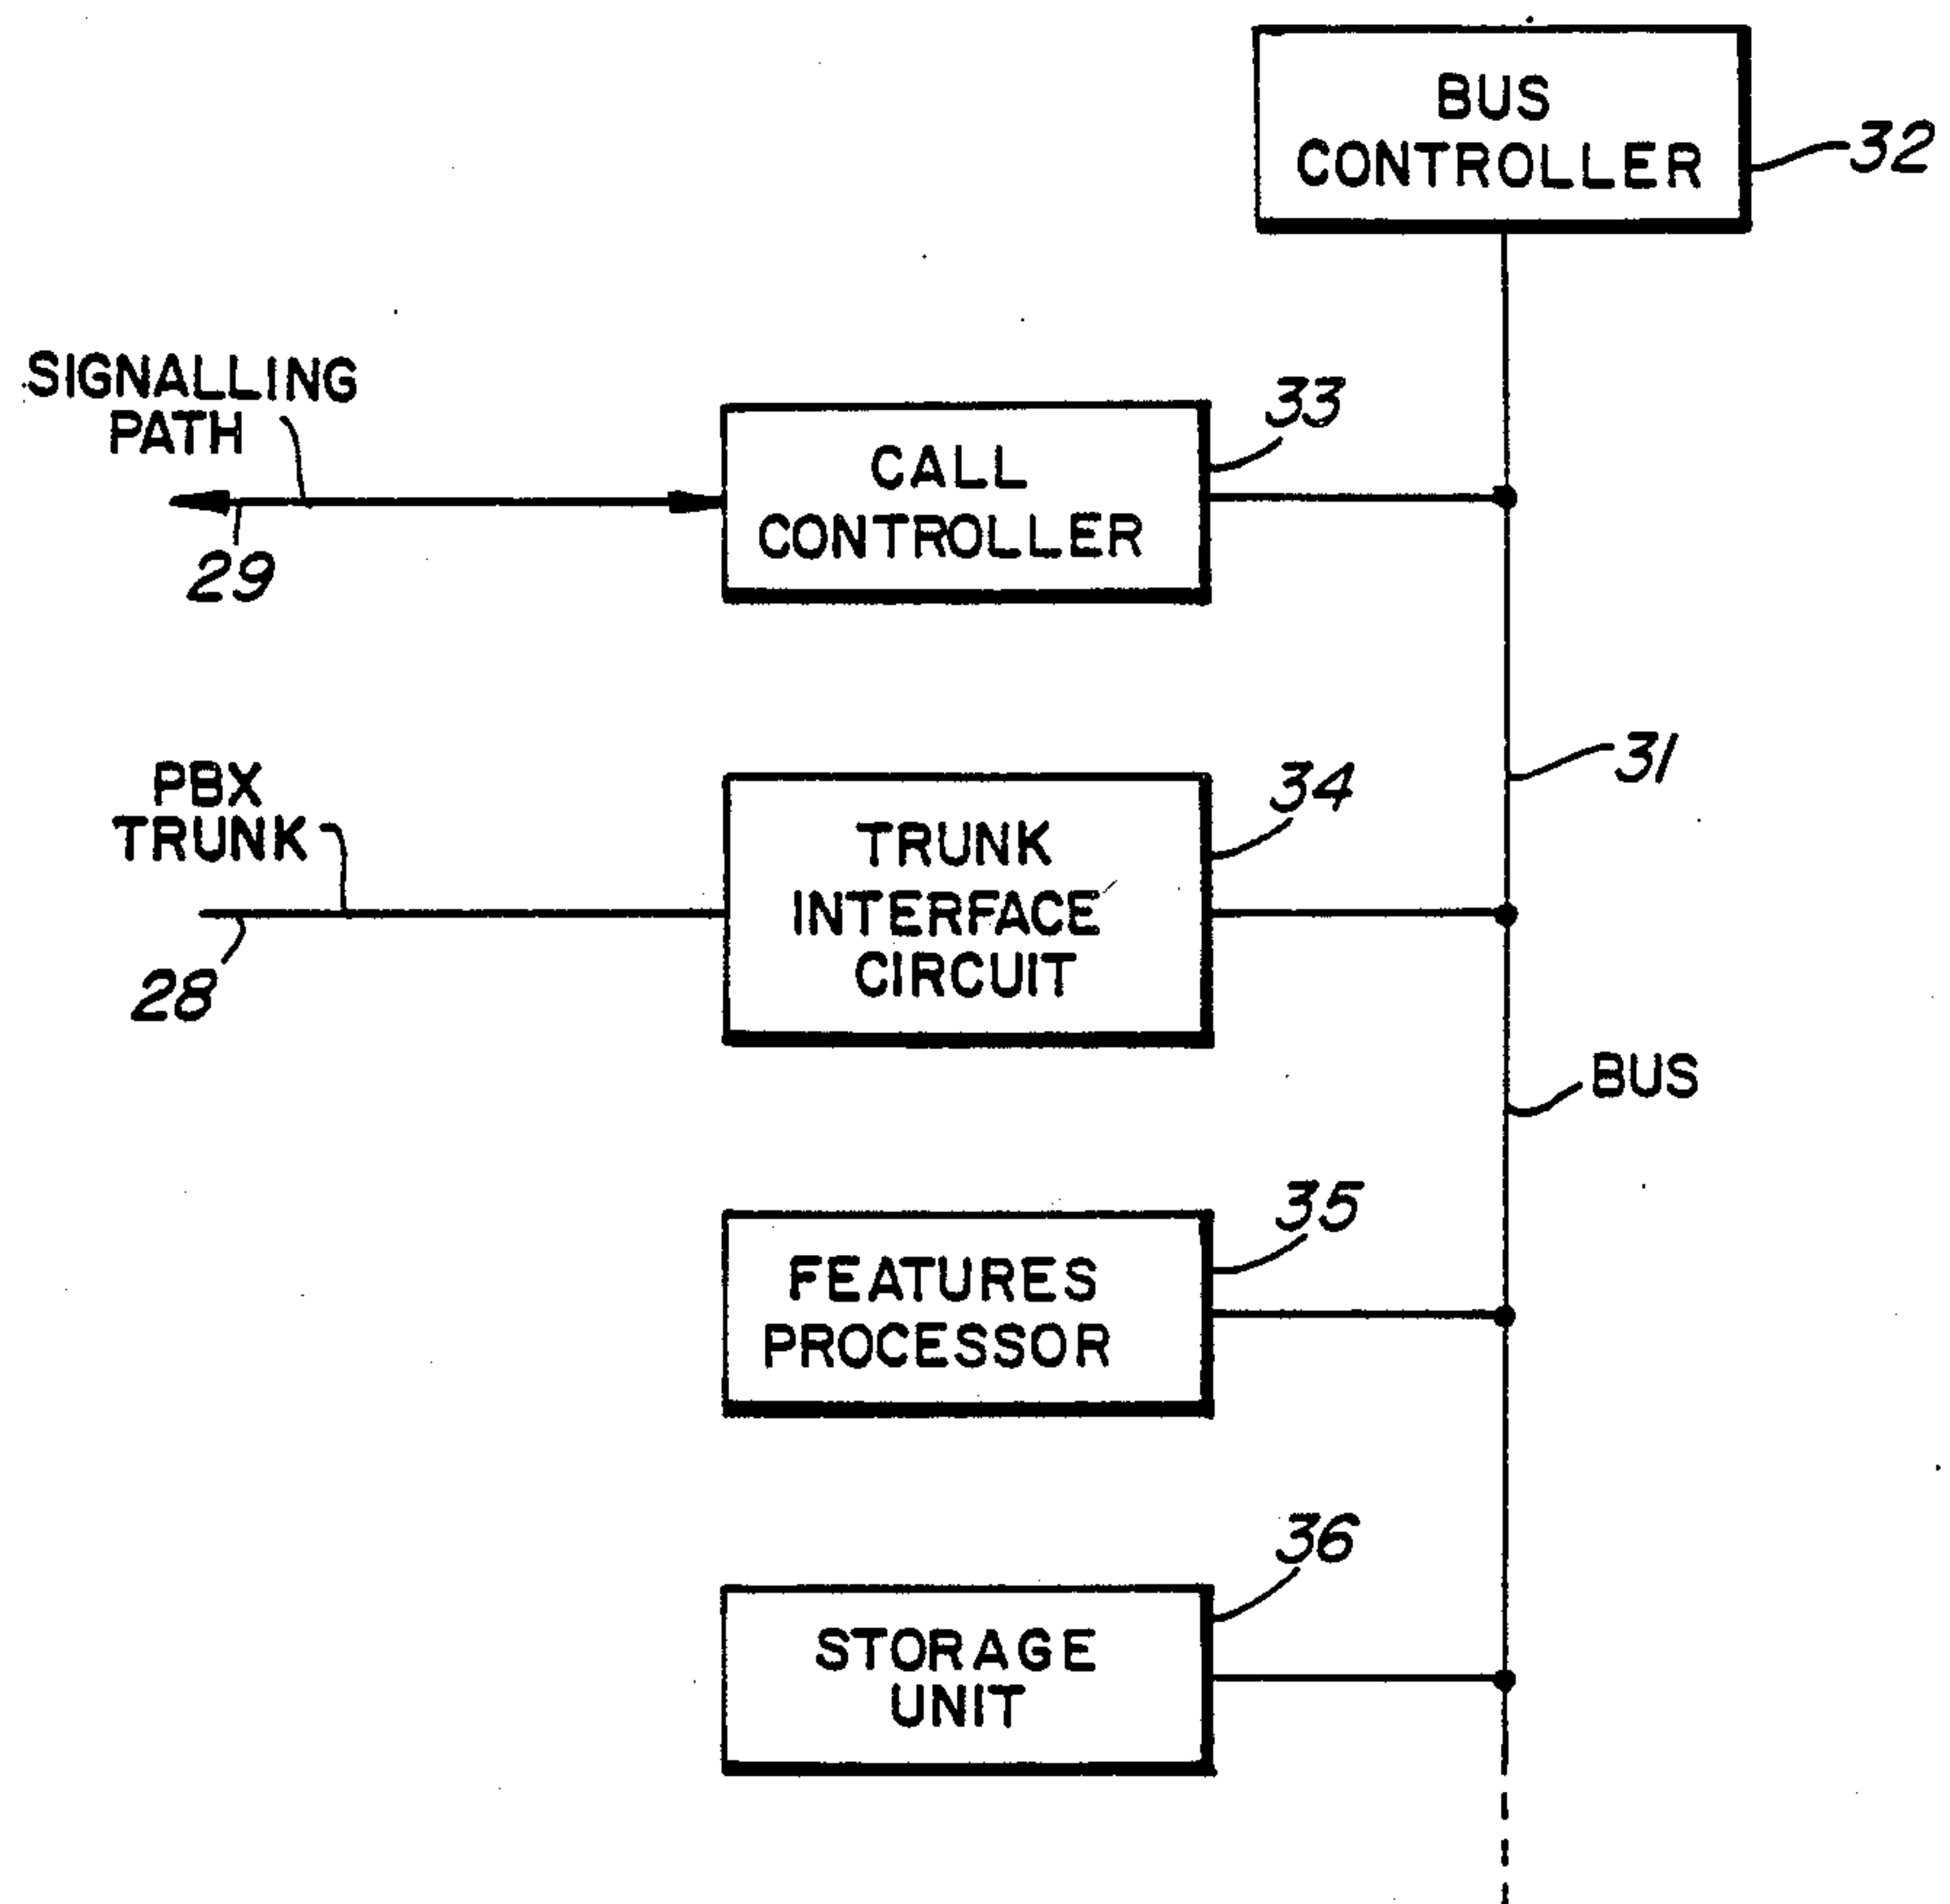 BUS
CONTROLLER
32
SIGNALLING
PATH
29
33
CALL
CONTROLLER
31
PBX
TRUNK
28
34
TRUNK
INTERFACE
CIRCUIT
BUS
35
FEATURES
PROCESSOR
36
STORAGE
UNIT